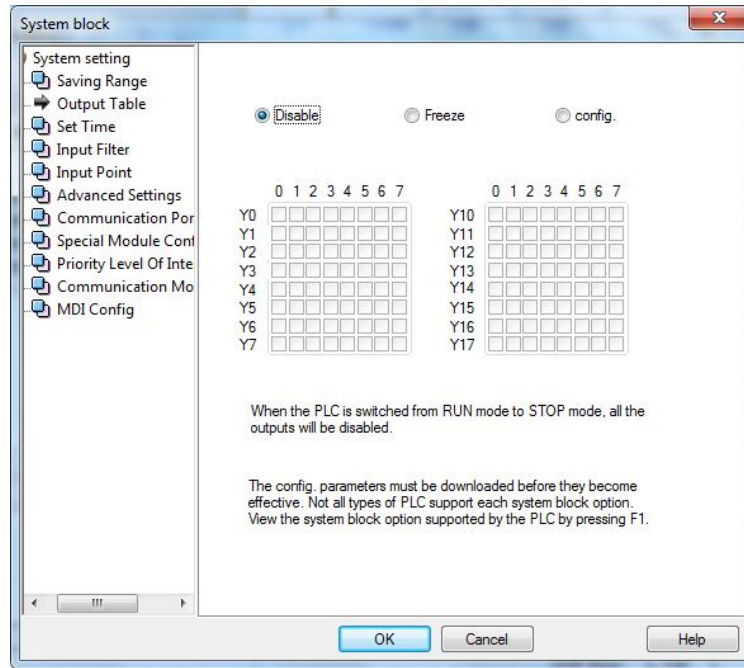 System block
System setting
Saving Range
Output Table
Set Time
Input Filter
Input Point
Advanced Settings
Communication Por
Special Module Conf
Priority Level Of Inte
Communication Mo
MDI Config
Disable Freeze config.
0 1 2 3 4 5 6 7 0 1 2 3 4 5 6 7
Y0 Y10
Y1 Y11
Y2 Y12
Y3 Y13
Y4 Y14
Y5 Y15
Y6 Y16
Y7 Y17
When the PLC is switched from RUN mode to STOP mode, all the
outputs will be disabled.
The config. parameters must be downloaded before they become
effective. Not all types of PLC support each system block option.
View the system block option supported by the PLC by pressing F1.
OK Cancel Help